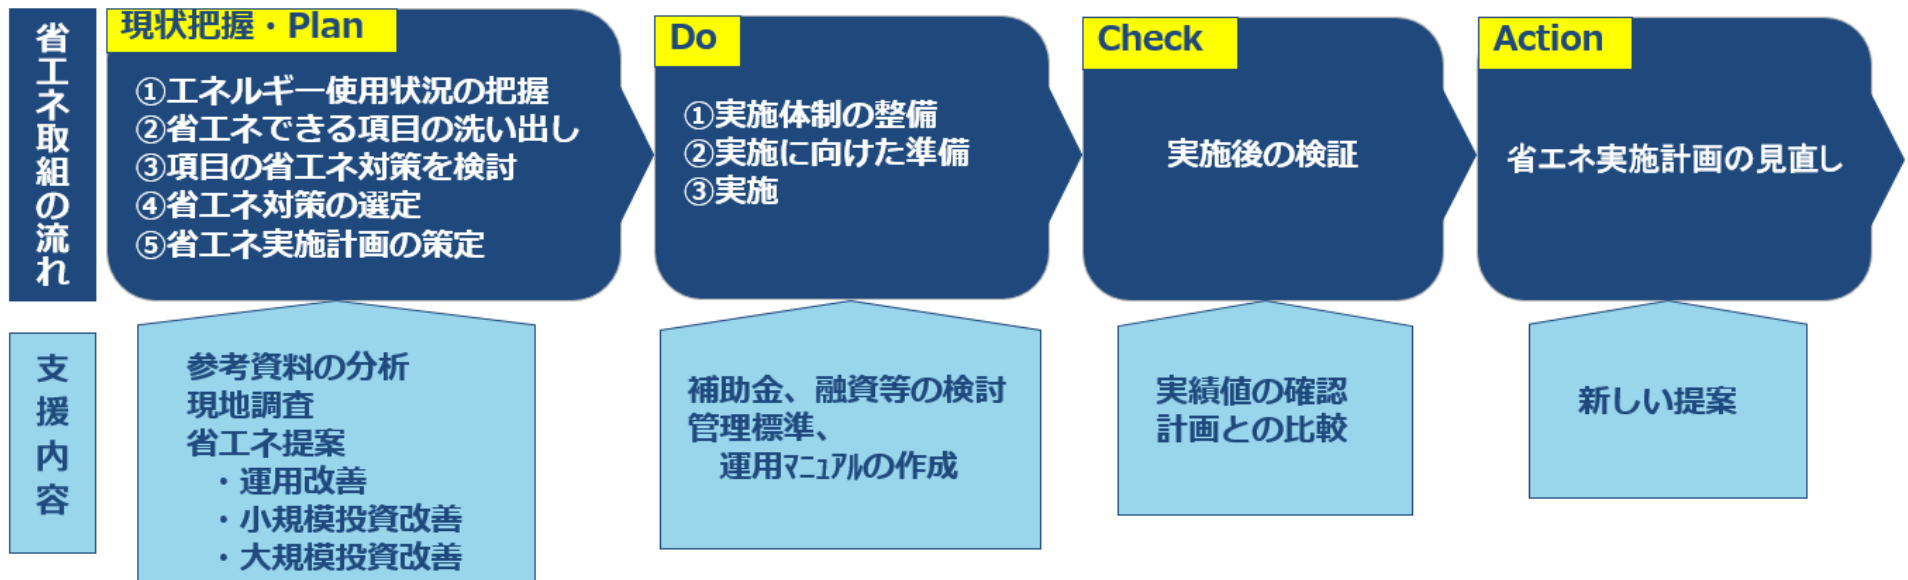 省エネ取組の流れ
現状把握・Plan
①エネルギー使用状況の把握
②省エネできる項目の洗い出し
③項目の省エネ対策を検討
④省エネ対策の選定
⑤省エネ実施計画の策定
Do
①実施体制の整備
②実施に向けた準備
③実施
Check
実施後の検証
Action
省エネ実施計画の見直し
支援内容
参考資料の分析
現地調査
省エネ提案
・運用改善
・小規模投資改善
・大規模投資改善
補助金、融資等の検討
管理標準、
運用ﾏﾆｭｱﾙの作成
実績値の確認
計画との比較
新しい提案